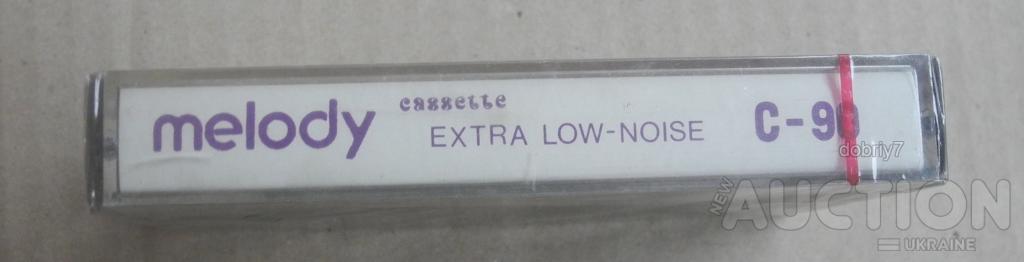 melody cassette
EXTRA LOW-NOISE C-90
dobriy7
NEW AUCTION
UKRAINE